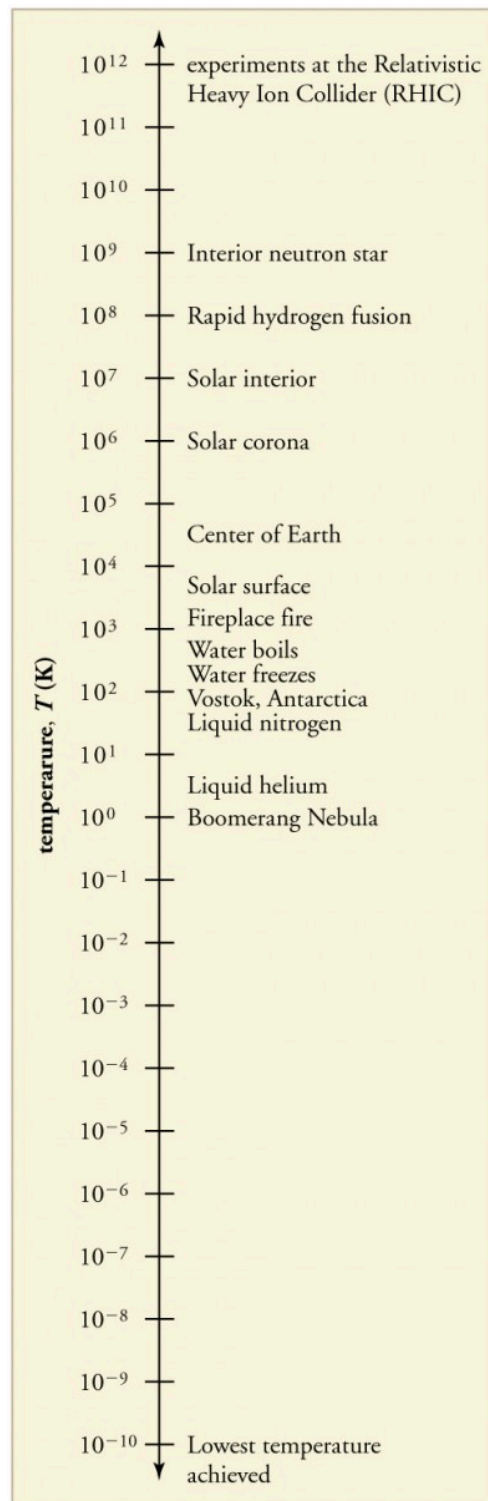 10¹² experiments at the Relativistic
Heavy Ion Collider (RHIC)
10¹¹
10¹⁰
10⁹ Interior neutron star
10⁸ Rapid hydrogen fusion
10⁷ Solar interior
10⁶ Solar corona
10⁵
Center of Earth
10⁴
Solar surface
Fireplace fire
10³
Water boils
Water freezes
10² Vostok, Antarctica
Liquid nitrogen
10¹
Liquid helium
10⁰ Boomerang Nebula
10⁻¹
10⁻²
10⁻³
10⁻⁴
10⁻⁵
10⁻⁶
10⁻⁷
10⁻⁸
10⁻⁹
10⁻¹⁰ Lowest temperature
achieved
temperarure, T (K)